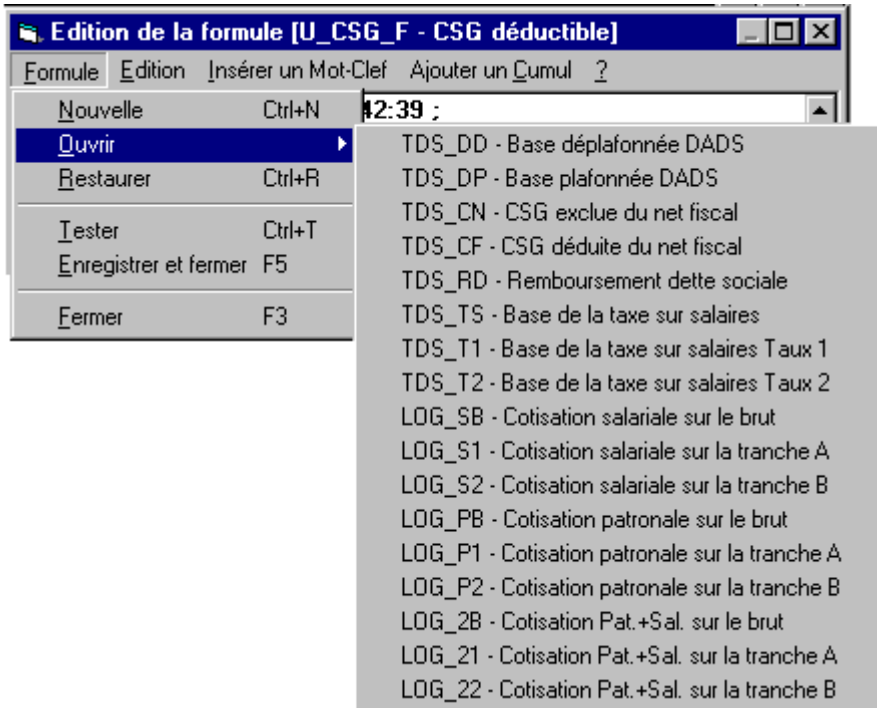 Edition de la formule [U_CSG_F - CSG déductible]
Formule Edition Insérer un Mot-Clef Ajouter un Cumul ?
Nouvelle Ctrl+N
42:39 ;
Ouvrir
Restaurer Ctrl+R
Tester Ctrl+T
Enregistrer et fermer F5
Fermer F3
TDS_DD - Base déplafonnée DADS
TDS_DP - Base plafonnée DADS
TDS_CN - CSG exclue du net fiscal
TDS_CF - CSG déduite du net fiscal
TDS_RD - Remboursement dette sociale
TDS_TS - Base de la taxe sur salaires
TDS_T1 - Base de la taxe sur salaires Taux 1
TDS_T2 - Base de la taxe sur salaires Taux 2
LOG_SB - Cotisation salariale sur le brut
LOG_S1 - Cotisation salariale sur la tranche A
LOG_S2 - Cotisation salariale sur la tranche B
LOG_PB - Cotisation patronale sur le brut
LOG_P1 - Cotisation patronale sur la tranche A
LOG_P2 - Cotisation patronale sur la tranche B
LOG_2B - Cotisation Pat.+Sal. sur le brut
LOG_21 - Cotisation Pat.+Sal. sur la tranche A
LOG_22 - Cotisation Pat.+Sal. sur la tranche B